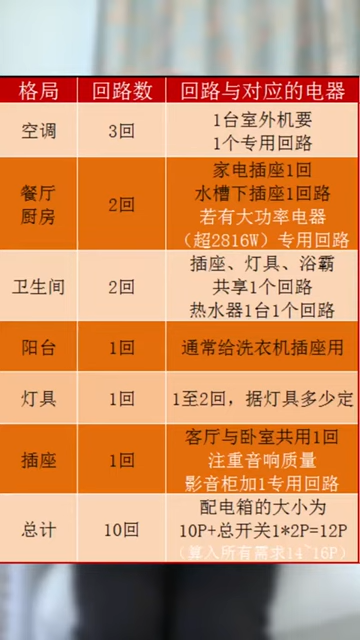 格局 回路数 回路与对应的电器
空调 3回 1台室外机要
1个专用回路
餐厅
厨房 2回 家电插座1回
水槽下插座1回路
若有大功率电器
（超2816W）专用回路
卫生间 2回 插座、灯具、浴霸
共享1个回路
热水器1台1个回路
阳台 1回 通常给洗衣机插座用
灯具 1回 1至2回，据灯具多少定
插座 1回 客厅与卧室共用1回
注重音响质量
影音柜加1专用回路
总计 10回 配电箱的大小为
10P+总开关1*2P=12P
（算入所有需求14~16P）